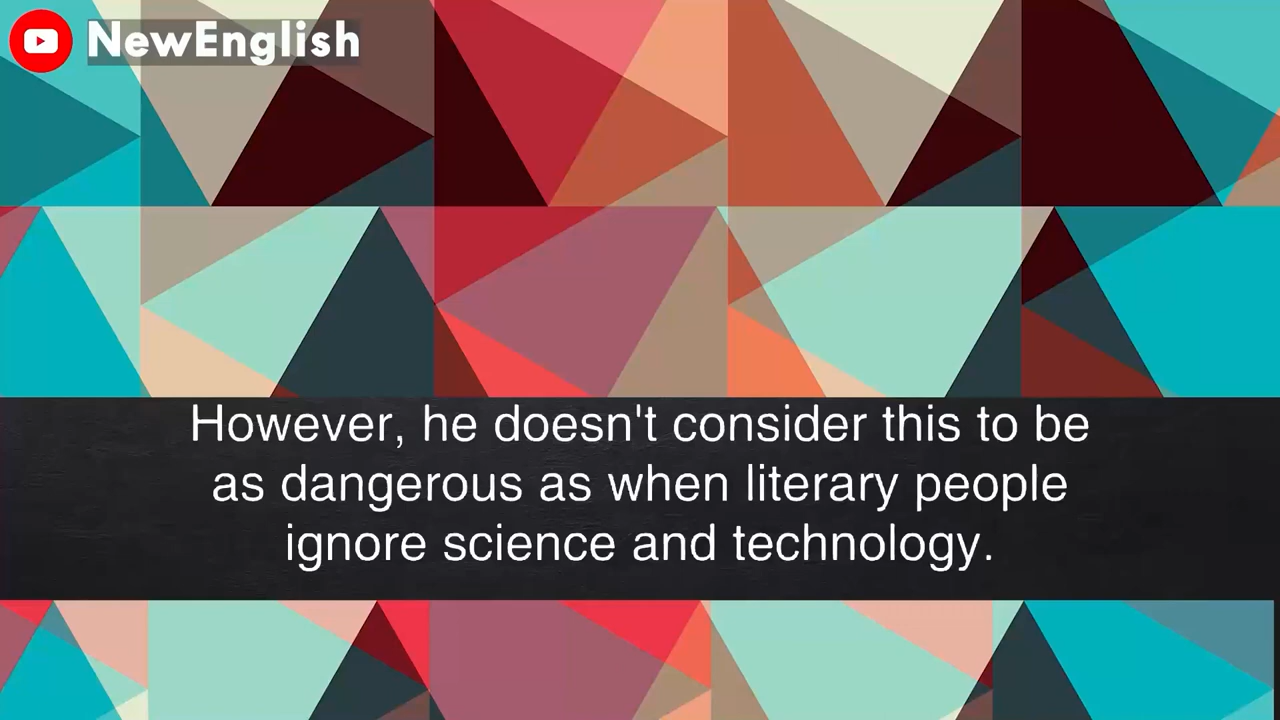 NewEnglish
However, he doesn't consider this to be
as dangerous as when literary people
ignore science and technology.